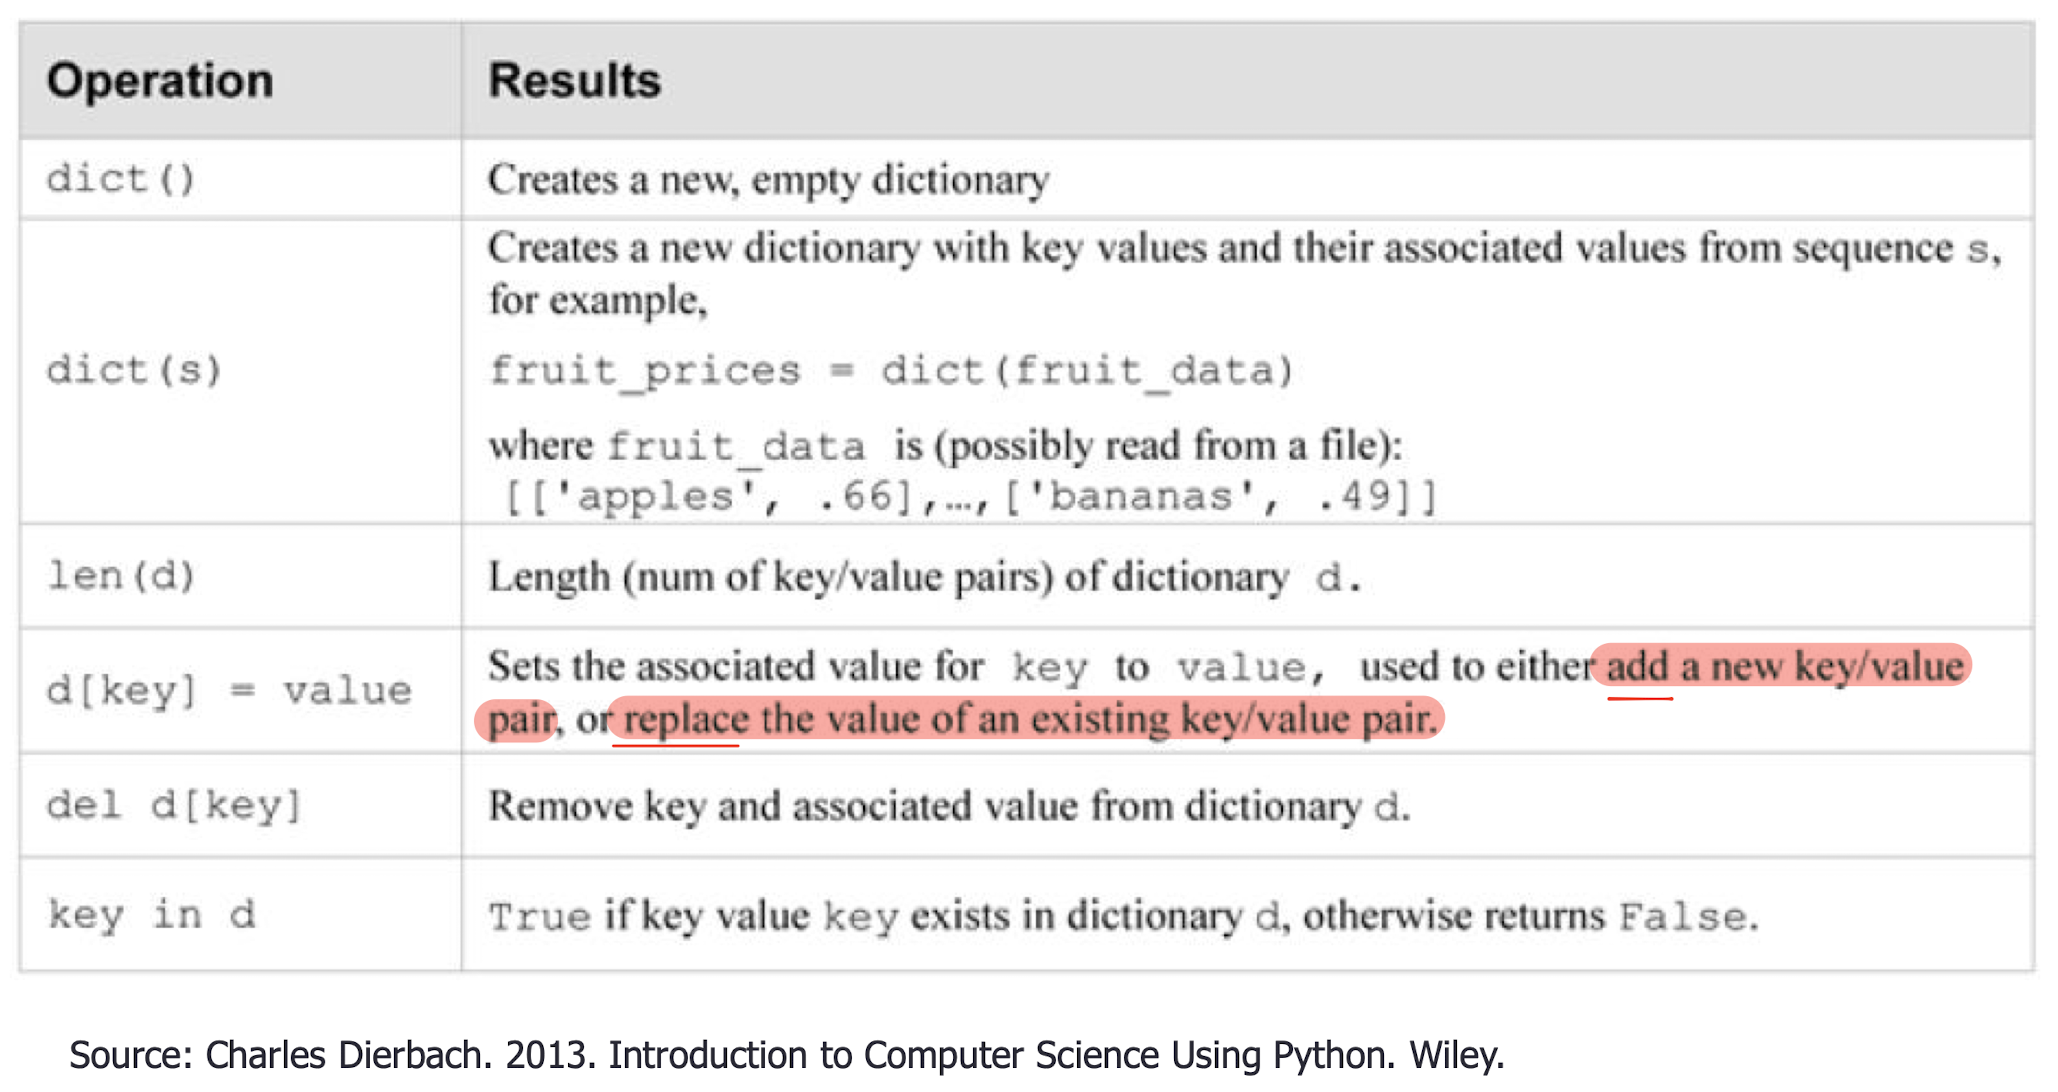 Operation Results
dict() Creates a new, empty dictionary
Creates a new dictionary with key values and their associated values from sequence s,
for example,
dict(s) fruit_prices = dict(fruit_data)
where fruit_data is (possibly read from a file):
[['apples', .66],…,['bananas', .49]]
len(d) Length (num of key/value pairs) of dictionary d.
Sets the associated value for key to value, used to either add a new key/value
d[key] = value
pair, or replace the value of an existing key/value pair.
del d[key] Remove key and associated value from dictionary d.
key in d True if key value key exists in dictionary d, otherwise returns False.
Source: Charles Dierbach. 2013. Introduction to Computer Science Using Python. Wiley.